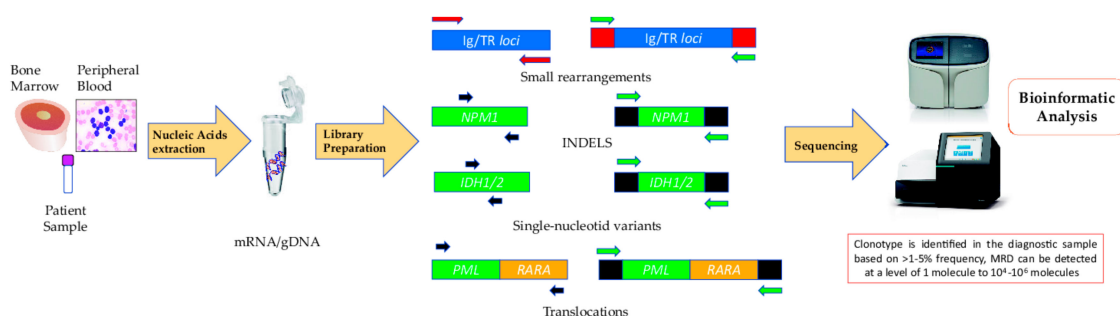 Bone
Marrow
Peripheral
Blood
Patient
Sample
Nucleic Acids
extraction
mRNA/gDNA
Library
Preparation
Ig/TR loci
Ig/TR loci
Small rearrangements
NPM1
NPM1
INDELS
IDH1/2
IDH1/2
Single-nucleotid variants
PML RARA
PML RARA
Translocations
Sequencing
Bioinformatic
Analysis
Clonotype is identified in the diagnostic sample
based on >1-5% frequency, MRD can be detected
at a level of 1 molecule to 10⁴-10⁶ molecules